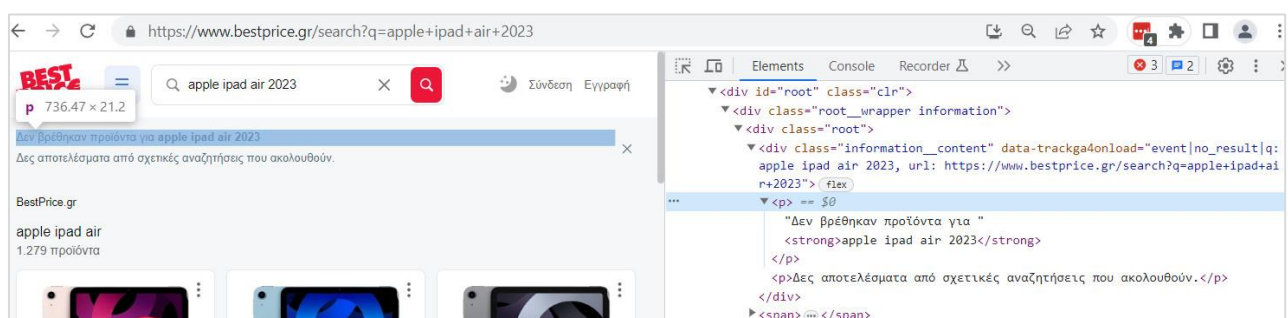 https://www.bestprice.gr/search?q=apple+ipad+air+2023
4
BEST
PRICE
apple ipad air 2023
Σύνδεση Εγγραφή
p 736.47 × 21.2
Δεν βρέθηκαν προϊόντα για apple ipad air 2023
Δες αποτελέσματα από σχετικές αναζητήσεις που ακολουθούν.
BestPrice.gr
apple ipad air
1.279 προϊόντα
Elements Console Recorder >> 3 2
▼<div id="root" class="clr">
▼<div class="root__wrapper information">
▼<div class="root">
▼<div class="information__content" data-trackga4onload="event|no_result|q:
apple ipad air 2023, url: https://www.bestprice.gr/search?q=apple+ipad+ai
r+2023"> flex
... ▼<p> == $0
"Δεν βρέθηκαν προϊόντα για "
<strong>apple ipad air 2023</strong>
</p>
<p>Δες αποτελέσματα από σχετικές αναζητήσεις που ακολουθούν.</p>
</div>
▶<span>…</span>